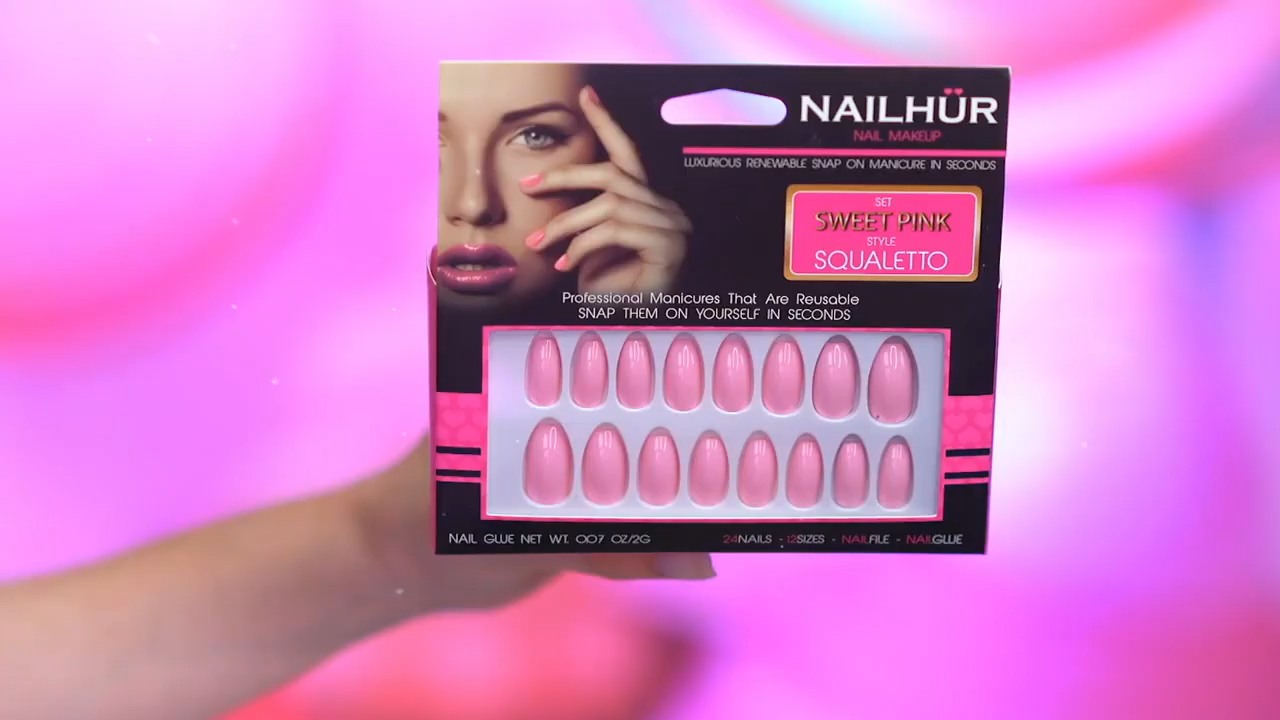 NAILHÜR
NAIL MAKEUP
LUXURIOUS RENEWABLE SNAP ON MANICURE IN SECONDS
SET
SWEET PINK
STYLE
SQUALETTO
Professional Manicures That Are Reusable
SNAP THEM ON YOURSELF IN SECONDS
NAIL GLUE NET WT. 007 OZ/2G
24NAILS - 12SIZES - NAILFILE - NAILGLUE